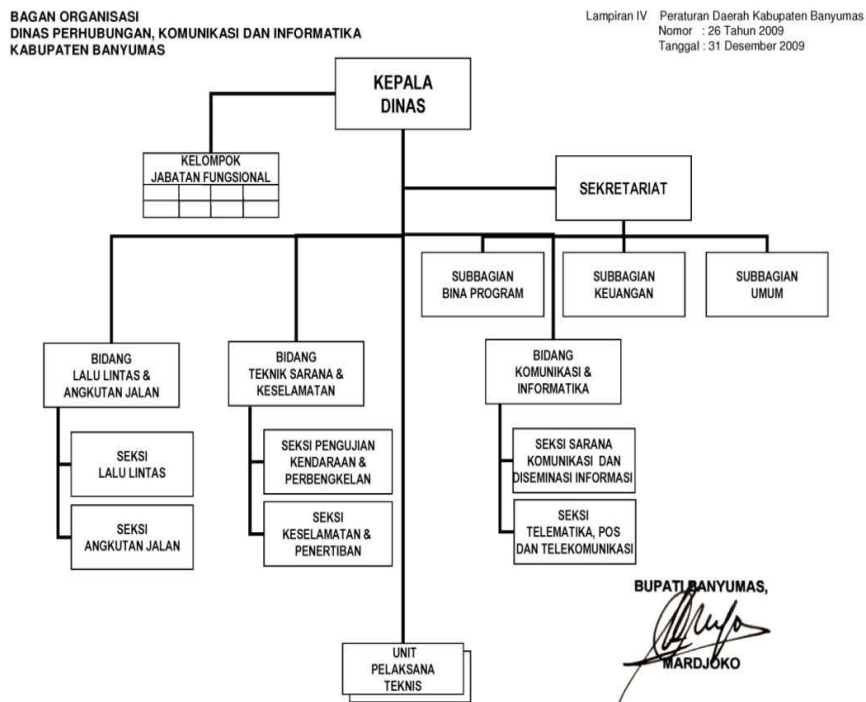 BAGAN ORGANISASI
DINAS PERHUBUNGAN, KOMUNIKASI DAN INFORMATIKA
KABUPATEN BANYUMAS
Lampiran IV Peraturan Daerah Kabupaten Banyumas
Nomor : 26 Tahun 2009
Tanggal : 31 Desember 2009
KEPALA
DINAS
KELOMPOK
JABATAN FUNGSIONAL
SEKRETARIAT
SUBBAGIAN
BINA PROGRAM
SUBBAGIAN
KEUANGAN
SUBBAGIAN
UMUM
BIDANG
LALU LINTAS &
ANGKUTAN JALAN
BIDANG
TEKNIK SARANA &
KESELAMATAN
BIDANG
KOMUNIKASI &
INFORMATIKA
SEKSI
LALU LINTAS
SEKSI PENGUJIAN
KENDARAAN &
PERBENGKELAN
SEKSI SARANA
KOMUNIKASI DAN
DISEMINASI INFORMASI
SEKSI
ANGKUTAN JALAN
SEKSI
KESELAMATAN &
PENERTIBAN
SEKSI
TELEMATIKA, POS
DAN TELEKOMUNIKASI
BUPATI BANYUMAS,
MARDJOKO
UNIT
PELAKSANA
TEKNIS